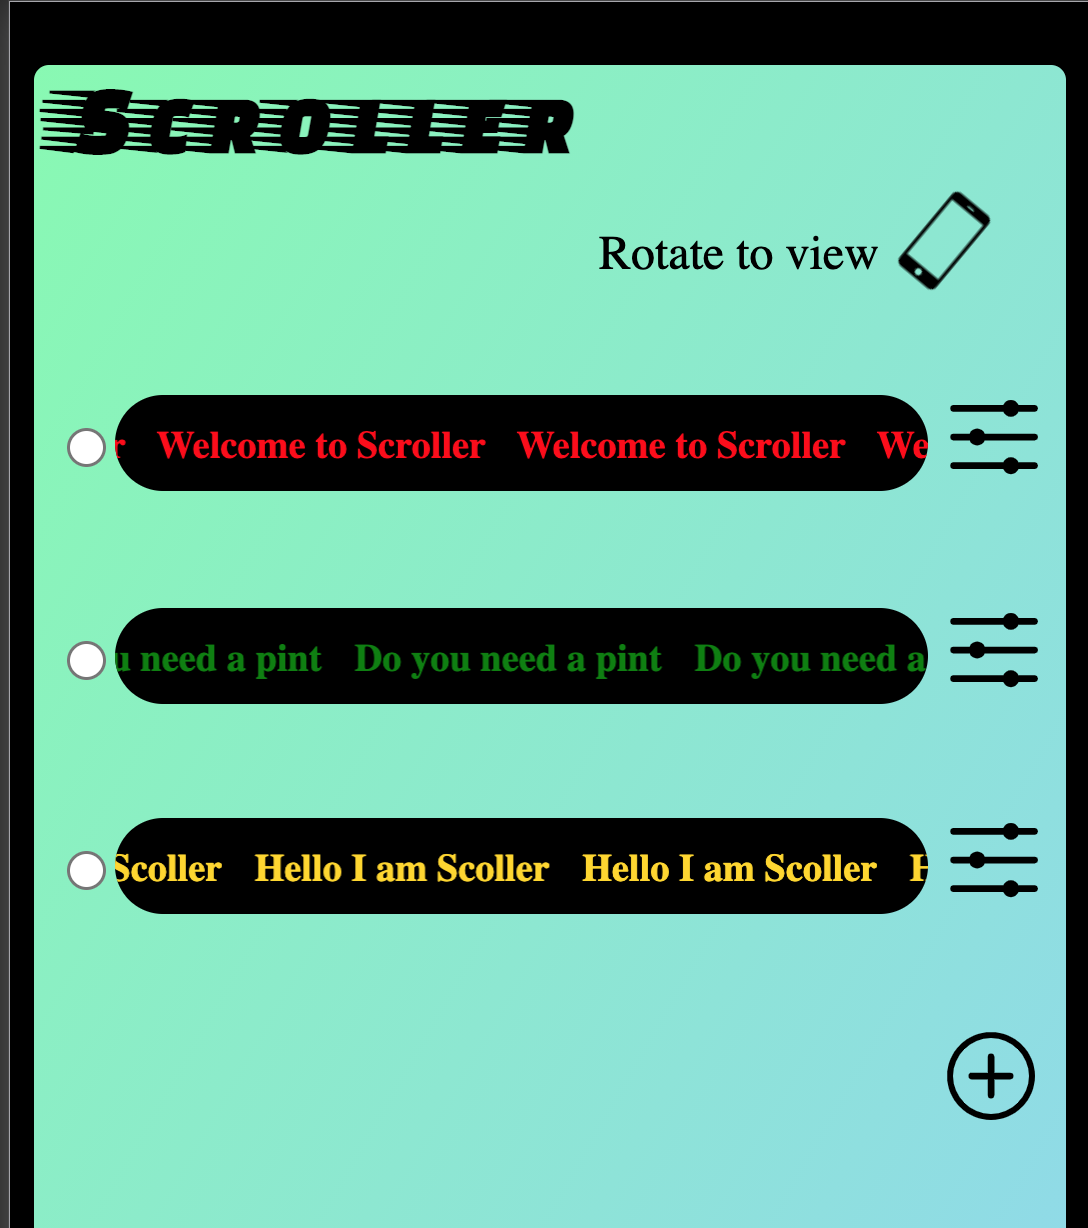 Scroller
Rotate to view
r Welcome to Scroller Welcome to Scroller We
u need a pint Do you need a pint Do you need a
Scoller Hello I am Scoller Hello I am Scoller H